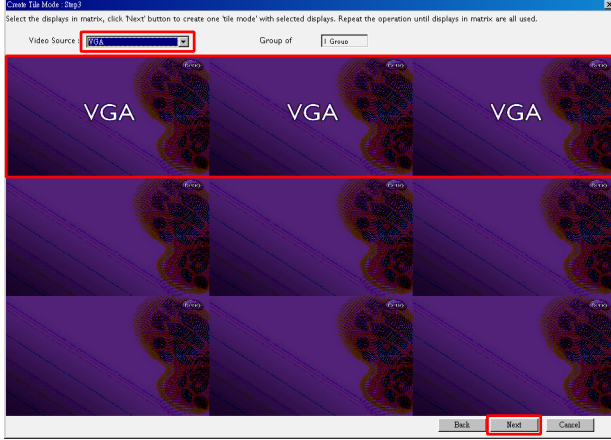 Create Tile Mode : Step3
Select the displays in matrix, click 'Next' button to create one 'tile mode' with selected displays. Repeat the operation until displays in matrix are all used.
Video Source : VGA Group of 1 Group
VGA VGA VGA
Back Next Cancel